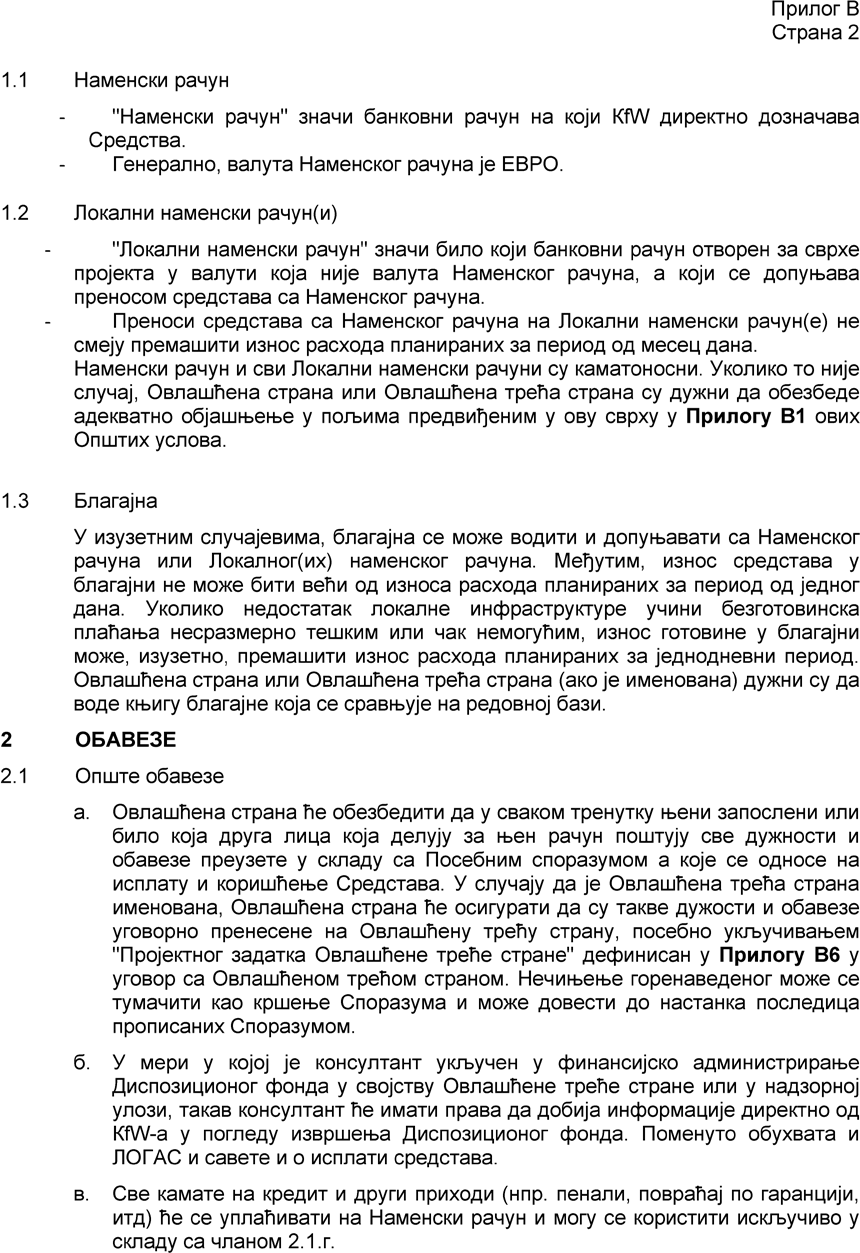 Прилог В
Страна 2
1.1 Наменски рачун
- "Наменски рачун" значи банковни рачун на који KfW директно дозначава
Средства.
- Генерално, валута Наменског рачуна је ЕВРО.
1.2 Локални наменски рачун(и)
- "Локални наменски рачун" значи било који банковни рачун отворен за сврхе
пројекта у валути која није валута Наменског рачуна, а који се допуњава
преносом средстава са Наменског рачуна.
- Преноси средстава са Наменског рачуна на Локални наменски рачун(е) не
смеју премашити износ расхода планираних за период од месец дана.
Наменски рачун и сви Локални наменски рачуни су каматоносни. Уколико то није
случај, Овлашћена страна или Овлашћена трећа страна су дужни да обезбеде
адекватно објашњење у пољима предвиђеним у ову сврху у Прилогу В1 ових
Општих услова.
1.3 Благајна
У изузетним случајевима, благајна се може водити и допуњавати са Наменског
рачуна или Локалног(их) наменског рачуна. Међутим, износ средстава у
благајни не може бити већи од износа расхода планираних за период од једног
дана. Уколико недостатак локалне инфраструктуре учини безготовинска
плаћања несразмерно тешким или чак немогућим, износ готовине у благајни
може, изузетно, премашити износ расхода планираних за једнодневни период.
Овлашћена страна или Овлашћена трећа страна (ако је именована) дужни су да
воде књигу благајне која се сравњује на редовној бази.
2 ОБАВЕЗЕ
2.1 Опште обавезе
а. Овлашћена страна ће обезбедити да у сваком тренутку њени запослени или
било која друга лица која делују за њен рачун поштују све дужности и
обавезе преузете у складу са Посебним споразумом а које се односе на
исплату и коришћење Средстава. У случају да је Овлашћена трећа страна
именована, Овлашћена страна ће осигурати да су такве дужости и обавезе
уговорно пренесене на Овлашћену трећу страну, посебно укључивањем
"Пројектног задатка Овлашћене треће стране" дефинисан у Прилогу В6 у
уговор са Овлашћеном трећом страном. Нечињење горенаведеног може се
тумачити као кршење Споразума и може довести до настанка последица
прописаних Споразумом.
б. У мери у којој је консултант укључен у финансијско администрирање
Диспозиционог фонда у својству Овлашћене треће стране или у надзорној
улози, такав консултант ће имати права да добија информације директно од
KfW-а у погледу извршења Диспозиционог фонда. Поменуто обухвата и
ЛОГАС и савете и о исплати средстава.
в. Све камате на кредит и други приходи (нпр. пенали, повраћај по гаранцији,
итд) ће се уплаћивати на Наменски рачун и могу се користити искључиво у
складу са чланом 2.1.г.